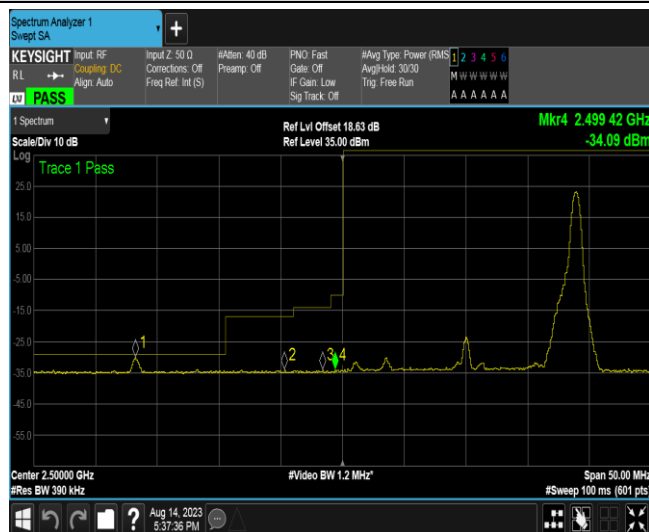 Spectrum Analyzer 1
Swept SA
+
KEYSIGHT Input: RF Input Z: 50 Ω #Atten: 40 dB PNO: Fast #Avg Type: Power (RMS 1 2 3 4 5 6
RL Coupling: DC Corrections: Off Preamp: Off Gate: Off Avg|Hold: 30/30 M W W W W W
Align: Auto Freq Ref: Int (S) IF Gain: Low Trig: Free Run
LXI PASS Sig Track: Off A A A A A A
1 Spectrum Ref Lvl Offset 18.63 dB Mkr4 2.499 42 GHz
Scale/Div 10 dB Ref Level 35.00 dBm -34.09 dBm
Log
Trace 1 Pass
25.0
15.0
5.00
-5.00
-15.0
-25.0
1 2 3 4
-35.0
-45.0
-55.0
Center 2.50000 GHz #Video BW 1.2 MHz* Span 50.00 MHz
#Res BW 390 kHz #Sweep 100 ms (601 pts)
? Aug 14, 2023
5:37:36 PM